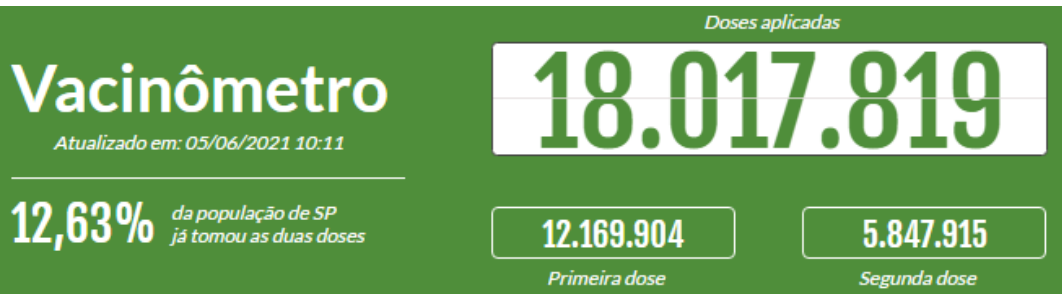 Vacinômetro
Atualizado em: 05/06/2021 10:11
12,63%
da população de SP
já tomou as duas doses
Doses aplicadas
18.017.819
12.169.904
Primeira dose
5.847.915
Segunda dose